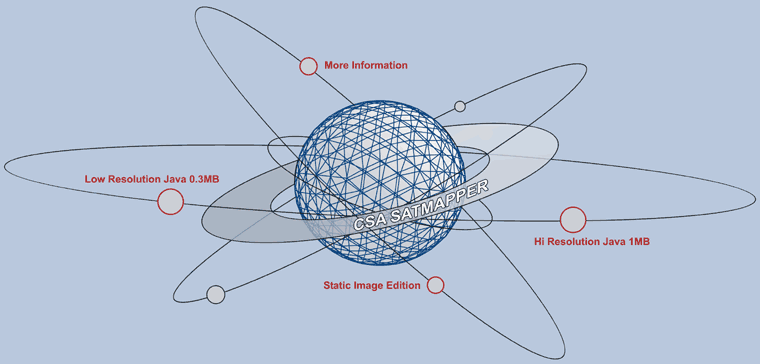 More Information
Low Resolution Java 0.3MB
CSA SATMAPPER
Hi Resolution Java 1MB
Static Image Edition